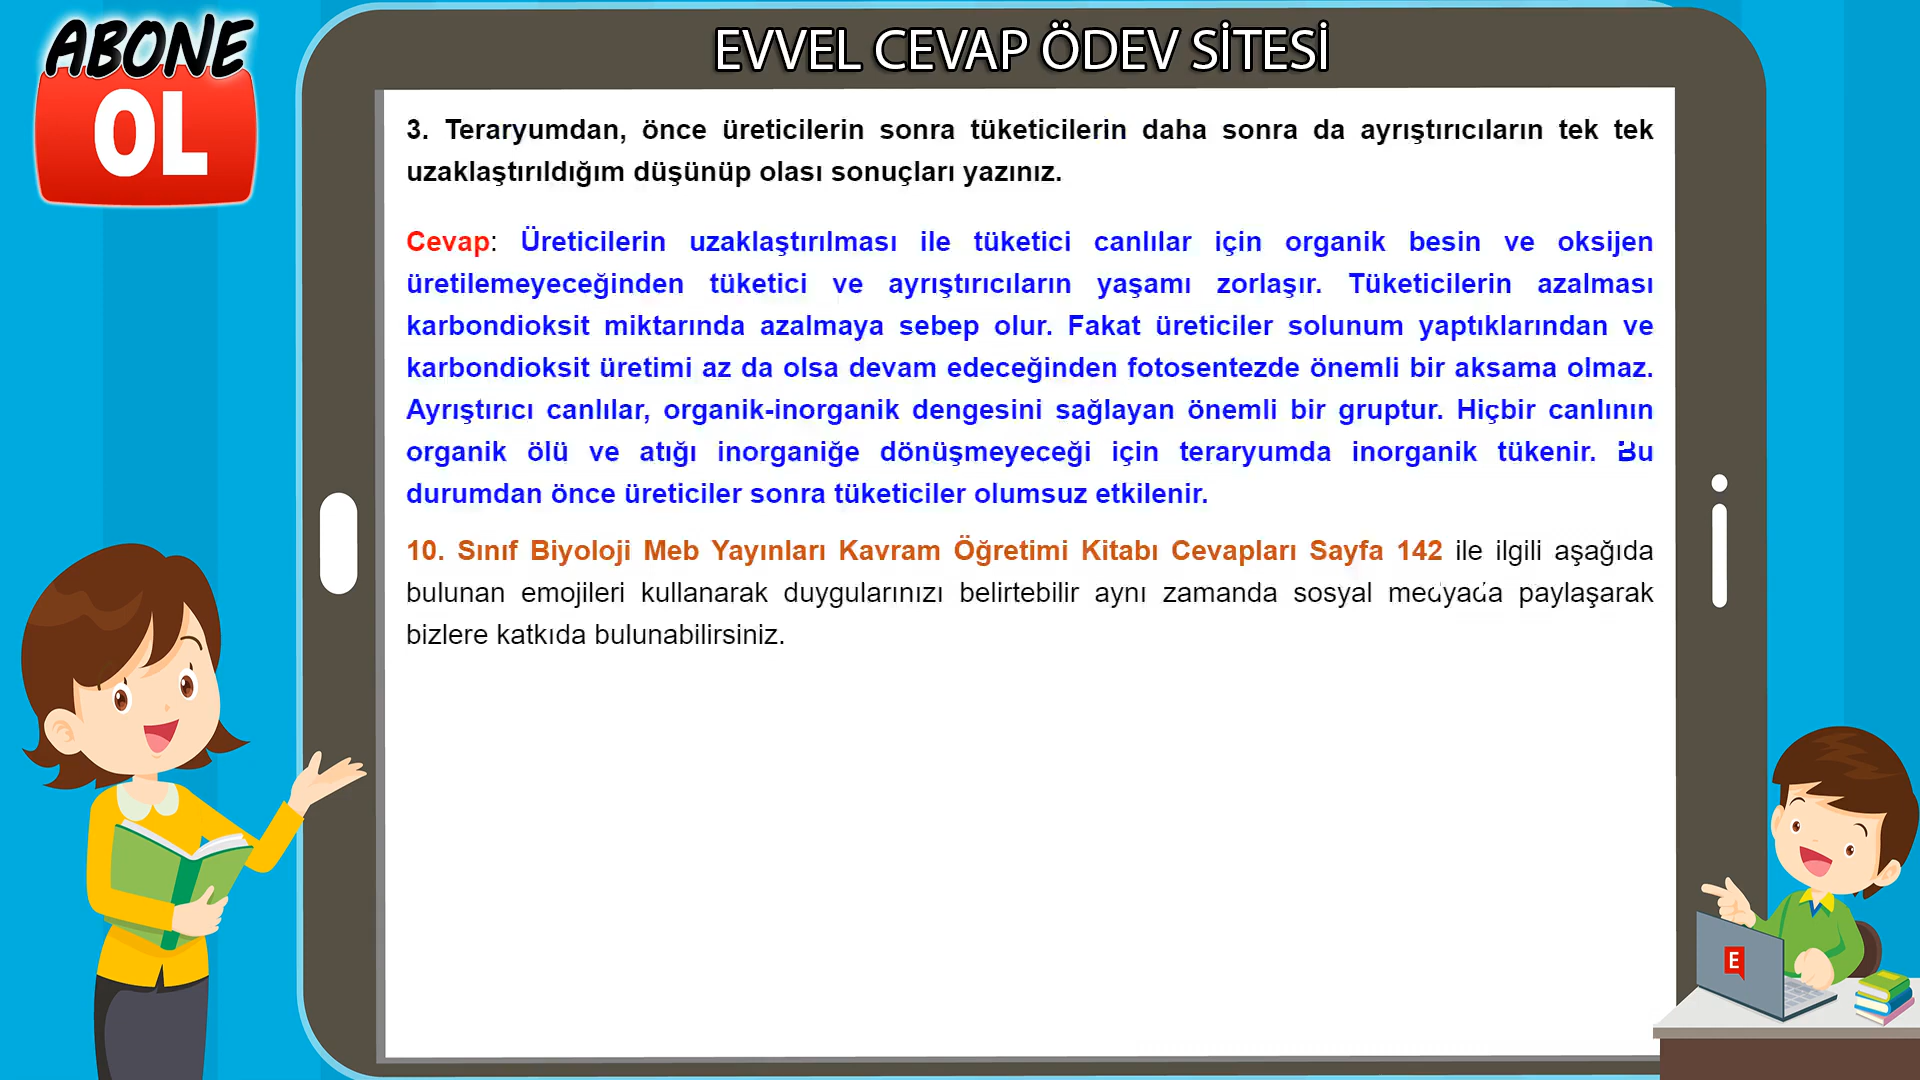 ABONE
OL
EVVEL CEVAP ÖDEV SİTESİ
3. Teraryumdan, önce üreticilerin sonra tüketicilerin daha sonra da ayrıştırıcıların tek tek
uzaklaştırıldığım düşünüp olası sonuçları yazınız.
Cevap: Üreticilerin uzaklaştırılması ile tüketici canlılar için organik besin ve oksijen
üretilemeyeceğinden tüketici ve ayrıştırıcıların yaşamı zorlaşır. Tüketicilerin azalması
karbondioksit miktarında azalmaya sebep olur. Fakat üreticiler solunum yaptıklarından ve
karbondioksit üretimi az da olsa devam edeceğinden fotosentezde önemli bir aksama olmaz.
Ayrıştırıcı canlılar, organik-inorganik dengesini sağlayan önemli bir gruptur. Hiçbir canlının
organik ölü ve atığı inorganiğe dönüşmeyeceği için teraryumda inorganik tükenir. Bu
durumdan önce üreticiler sonra tüketiciler olumsuz etkilenir.
10. Sınıf Biyoloji Meb Yayınları Kavram Öğretimi Kitabı Cevapları Sayfa 142 ile ilgili aşağıda
bulunan emojileri kullanarak duygularınızı belirtebilir aynı zamanda sosyal medyada paylaşarak
bizlere katkıda bulunabilirsiniz.
E